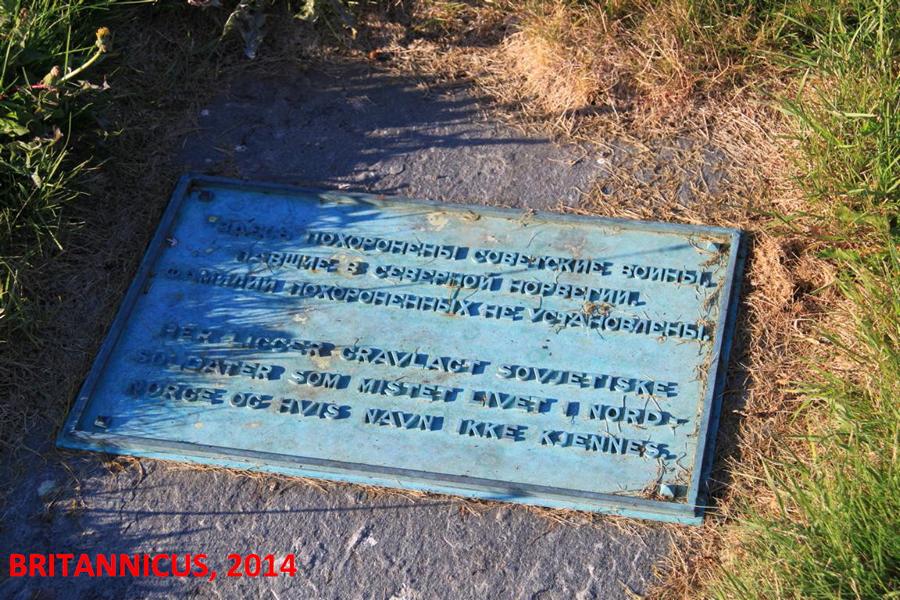 ЗДЕСЬ ПОХОРОНЕНЫ СОВЕТСКИЕ ВОИНЫ,
ПАВШИЕ В СЕВЕРНОЙ НОРВЕГИИ.
ФАМИЛИИ ПОХОРОНЕННЫХ НЕ УСТАНОВЛЕНЫ
HER LIGGER GRAVLAGT SOVJETISKE
SOLDATER SOM MISTET LIVET I NORD-
NORGE OG HVIS NAVN IKKE KJENNES.
BRITANNICUS, 2014